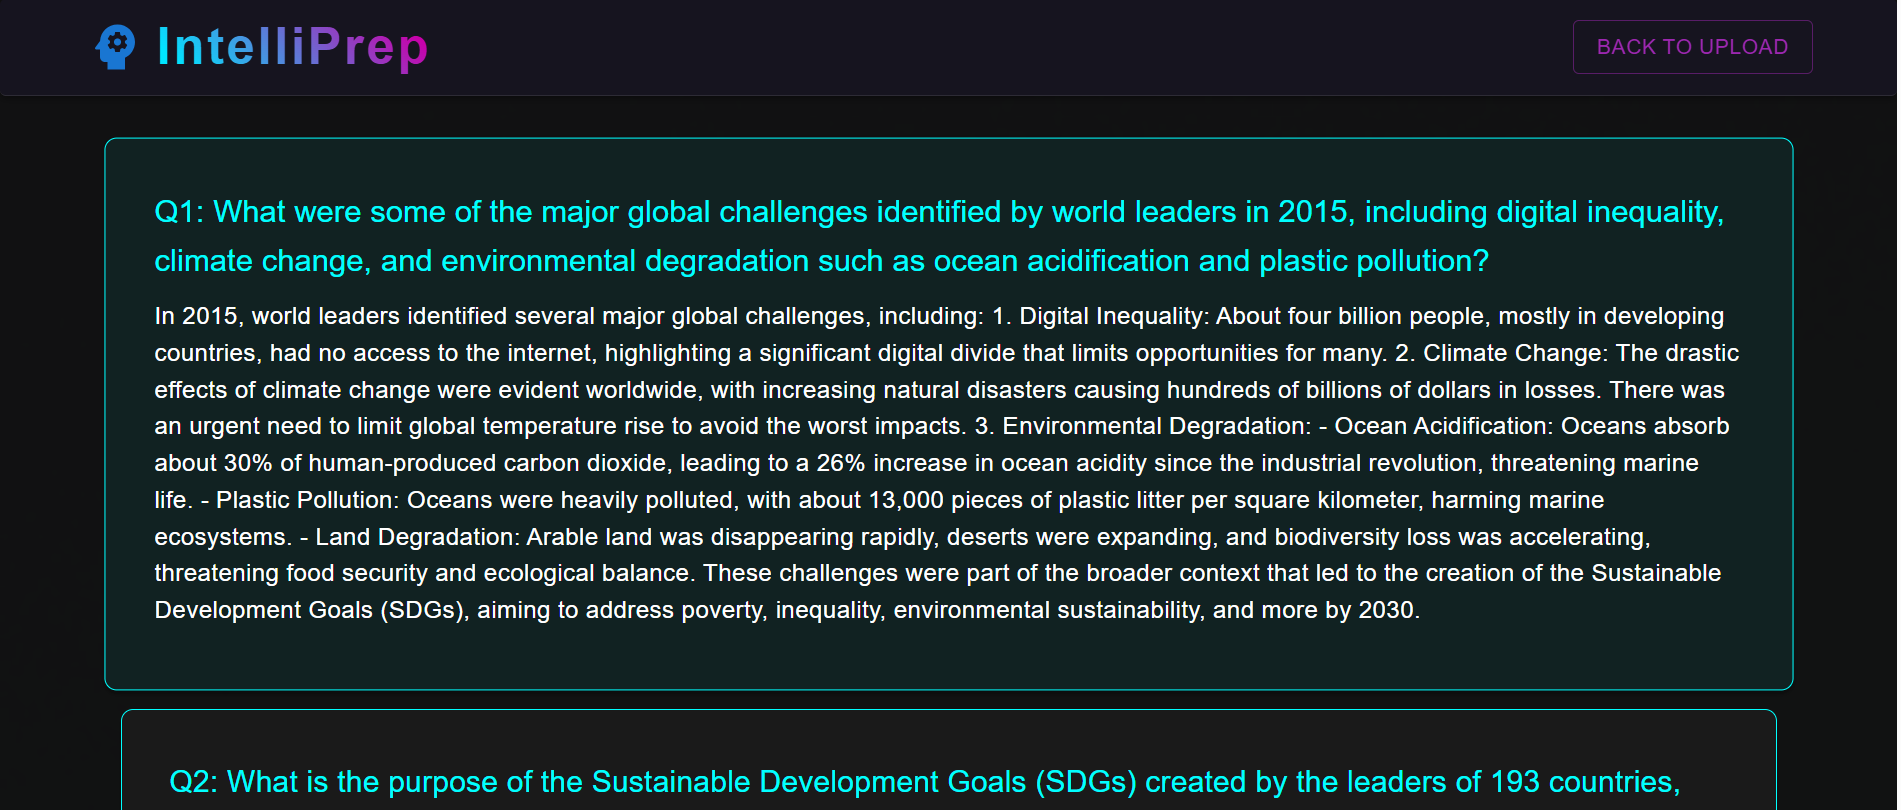 IntelliPrep
BACK TO UPLOAD
Q1: What were some of the major global challenges identified by world leaders in 2015, including digital inequality,
climate change, and environmental degradation such as ocean acidification and plastic pollution?
In 2015, world leaders identified several major global challenges, including: 1. Digital Inequality: About four billion people, mostly in developing
countries, had no access to the internet, highlighting a significant digital divide that limits opportunities for many. 2. Climate Change: The drastic
effects of climate change were evident worldwide, with increasing natural disasters causing hundreds of billions of dollars in losses. There was
an urgent need to limit global temperature rise to avoid the worst impacts. 3. Environmental Degradation: - Ocean Acidification: Oceans absorb
about 30% of human-produced carbon dioxide, leading to a 26% increase in ocean acidity since the industrial revolution, threatening marine
life. - Plastic Pollution: Oceans were heavily polluted, with about 13,000 pieces of plastic litter per square kilometer, harming marine
ecosystems. - Land Degradation: Arable land was disappearing rapidly, deserts were expanding, and biodiversity loss was accelerating,
threatening food security and ecological balance. These challenges were part of the broader context that led to the creation of the Sustainable
Development Goals (SDGs), aiming to address poverty, inequality, environmental sustainability, and more by 2030.
Q2: What is the purpose of the Sustainable Development Goals (SDGs) created by the leaders of 193 countries,